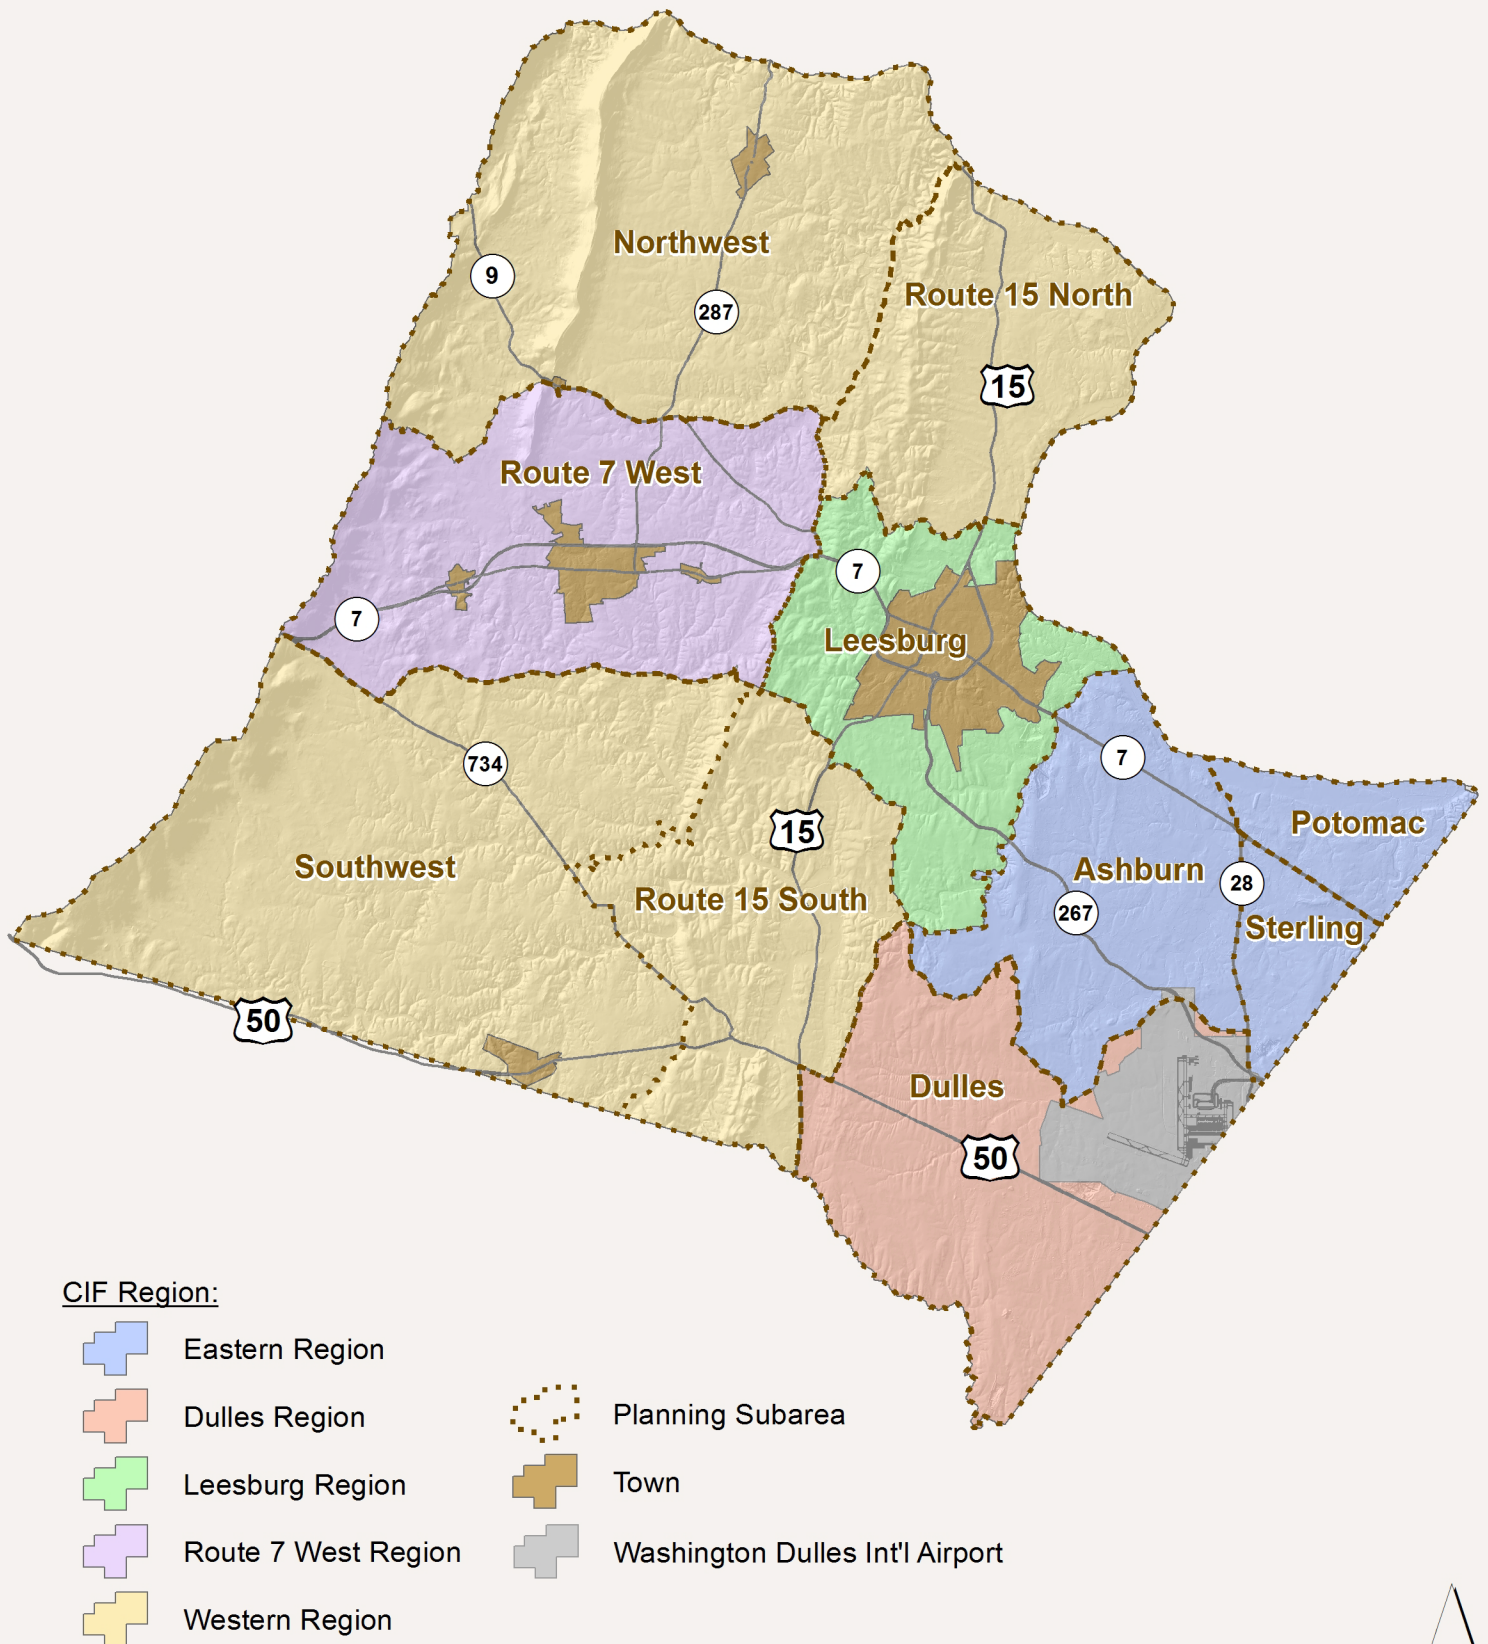 Northwest
9
Route 15 North
287
15
Route 7 West
7
7
Leesburg
7
734
15
Potomac
Southwest
Ashburn
28
Route 15 South
267
Sterling
50
Dulles
50
CIF Region:
Eastern Region
Dulles Region
Planning Subarea
Leesburg Region
Town
Route 7 West Region
Washington Dulles Int'l Airport
Western Region